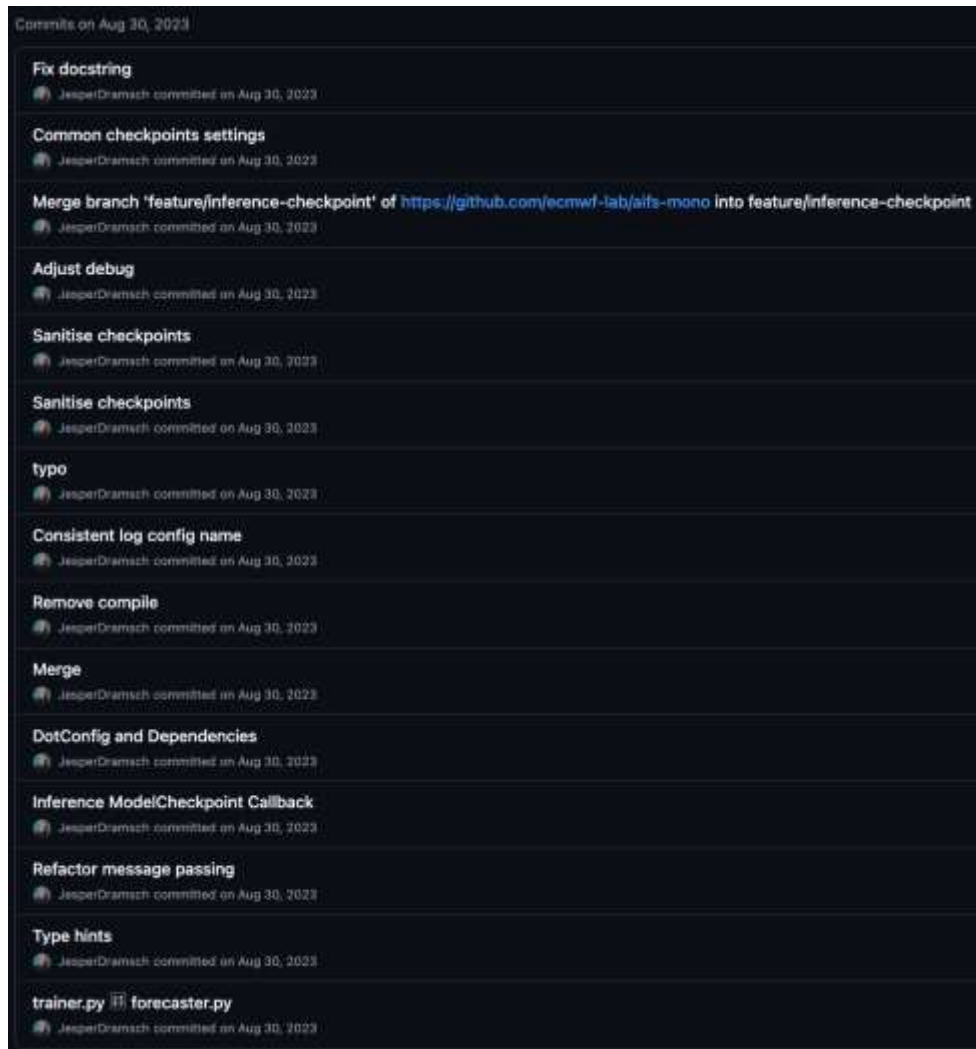 Commits on Aug 30, 2023
Fix docstring
JesperDramsch committed on Aug 30, 2023
Common checkpoints settings
JesperDramsch committed on Aug 30, 2023
Merge branch 'feature/inference-checkpoint' of https://github.com/ecmwf-lab/aifs-mono into feature/inference-checkpoint
JesperDramsch committed on Aug 30, 2023
Adjust debug
JesperDramsch committed on Aug 30, 2023
Sanitise checkpoints
JesperDramsch committed on Aug 30, 2023
Sanitise checkpoints
JesperDramsch committed on Aug 30, 2023
typo
JesperDramsch committed on Aug 30, 2023
Consistent log config name
JesperDramsch committed on Aug 30, 2023
Remove compile
JesperDramsch committed on Aug 30, 2023
Merge
JesperDramsch committed on Aug 30, 2023
DotConfig and Dependencies
JesperDramsch committed on Aug 30, 2023
Inference ModelCheckpoint Callback
JesperDramsch committed on Aug 30, 2023
Refactor message passing
JesperDramsch committed on Aug 30, 2023
Type hints
JesperDramsch committed on Aug 30, 2023
trainer.py forecaster.py
JesperDramsch committed on Aug 30, 2023